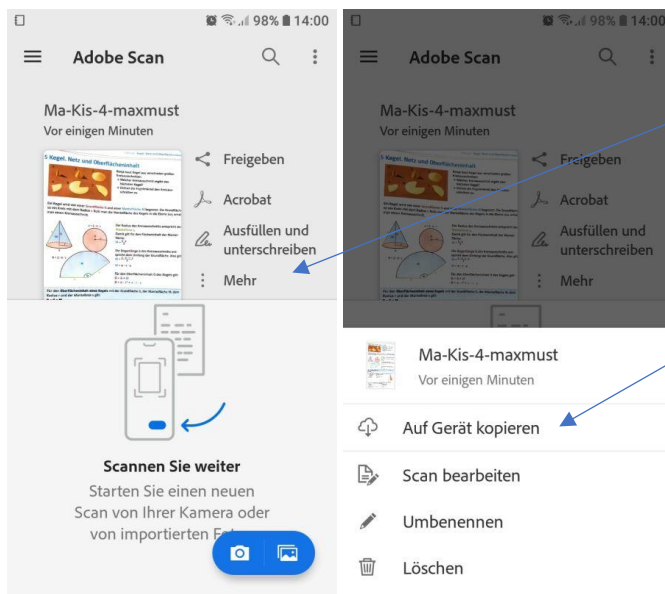 98% 14:00
Adobe Scan
Ma-Kis-4-maxmust
Vor einigen Minuten
5 Kegel. Netz und Oberflächeninhalt
Freigeben
Acrobat
Ausfüllen und
unterschreiben
Mehr
Scannen Sie weiter
Starten Sie einen neuen
Scan von Ihrer Kamera oder
von importierten
98% 14:00
Adobe Scan
Ma-Kis-4-maxmust
Vor einigen Minuten
Freigeben
Acrobat
Ausfüllen und
unterschreiben
Mehr
Ma-Kis-4-maxmust
Vor einigen Minuten
Auf Gerät kopieren
Scan bearbeiten
Umbenennen
Löschen